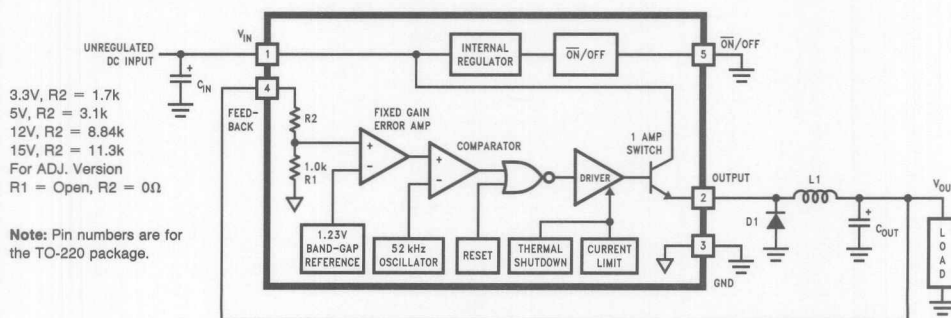 UNREGULATED
DC INPUT
V_IN
1
+
C_IN
4
FEED-
BACK
3.3V, R2 = 1.7k
5V, R2 = 3.1k
12V, R2 = 8.84k
15V, R2 = 11.3k
For ADJ. Version
R1 = Open, R2 = 0Ω
Note: Pin numbers are for
the TO-220 package.
INTERNAL
REGULATOR
ON/OFF
5
ON/OFF
R2
1.0k
R1
FIXED GAIN
ERROR AMP
+
−
COMPARATOR
+
−
DRIVER
1 AMP
SWITCH
1.23V
BAND-GAP
REFERENCE
52 kHz
OSCILLATOR
RESET
THERMAL
SHUTDOWN
CURRENT
LIMIT
OUTPUT
2
3
GND
D1
L1
+
C_OUT
V_OU
LOAD